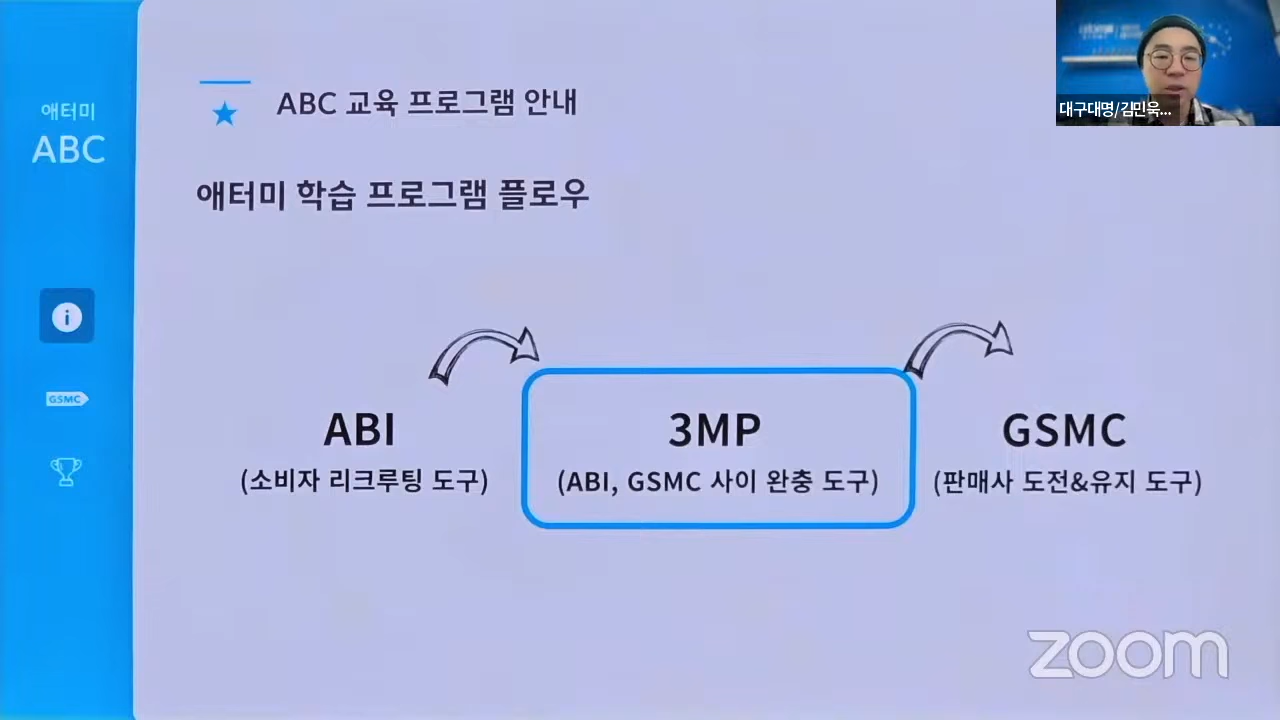 애터미
ABC
GSMC
ABC 교육 프로그램 안내
애터미 학습 프로그램 플로우
ABI
(소비자 리크루팅 도구)
3MP
(ABI, GSMC 사이 완충 도구)
GSMC
(판매사 도전&유지 도구)
대구대명/김민욱...
zoom